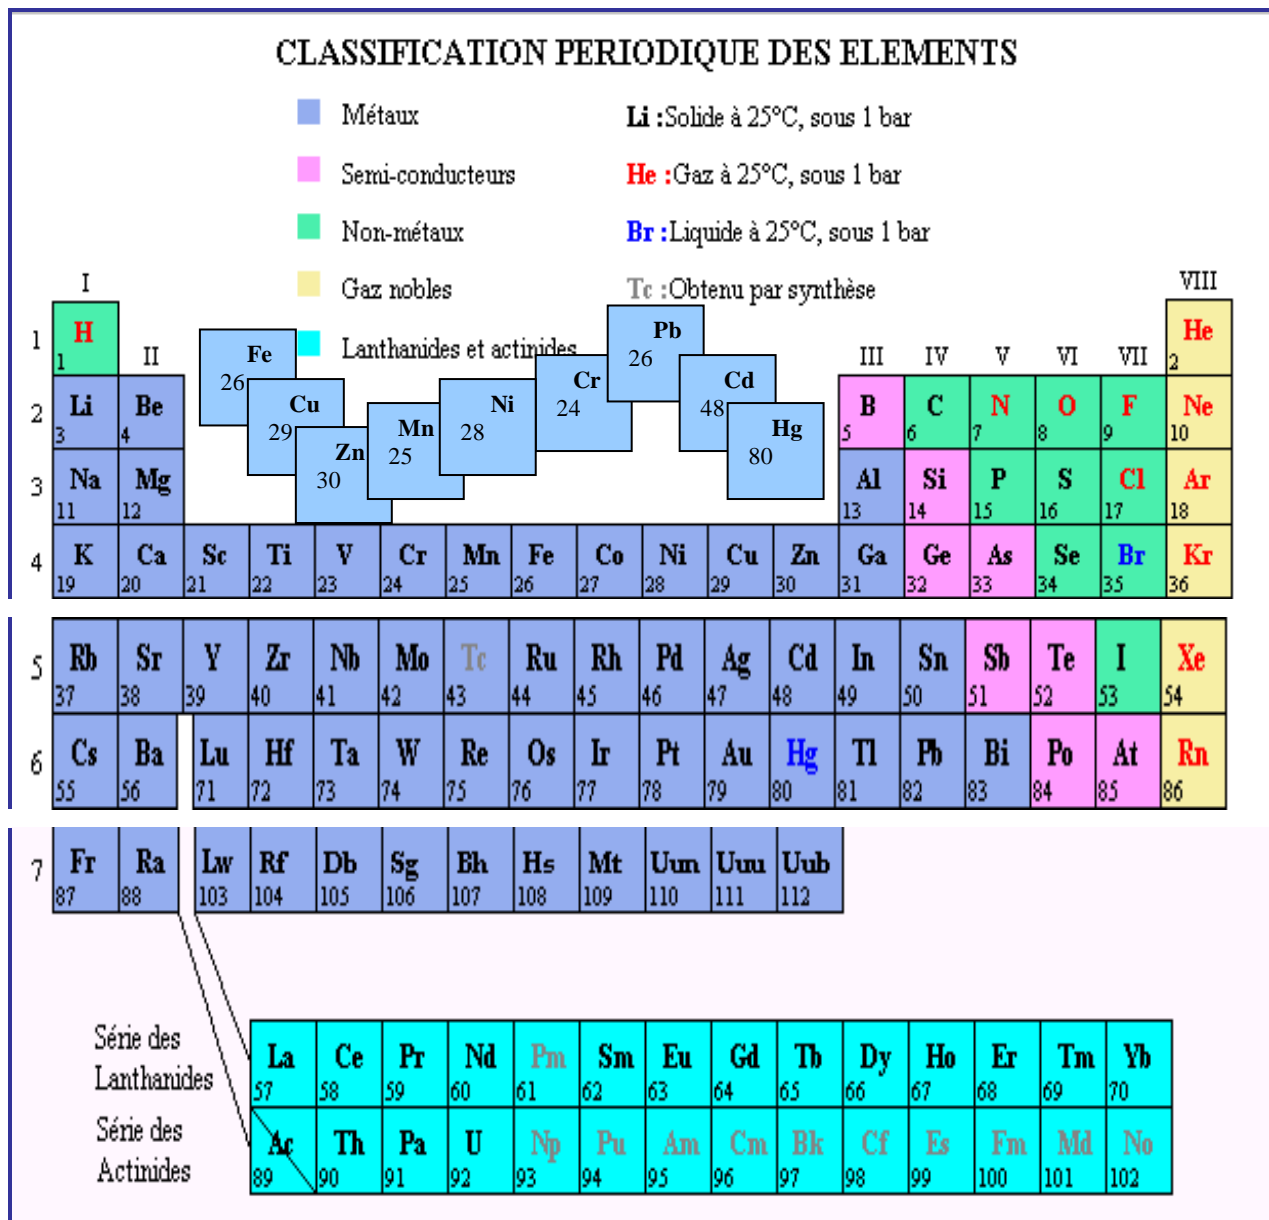 CLASSIFICATION PERIODIQUE DES ELEMENTS
Métaux Li :Solide à 25°C, sous 1 bar
Semi-conducteurs He :Gaz à 25°C, sous 1 bar
Non-métaux Br :Liquide à 25°C, sous 1 bar
Gaz nobles Tc :Obtenu par synthèse
Lanthanides et actinides
I VIII
II III IV V VI VII
Fe
26
Cu
29
Zn
30
Mn
25
Ni
28
Cr
24
Pb
26
Cd
48
Hg
80
1 H He
1 2
2 Li Be B C N O F Ne
3 4 5 6 7 8 9 10
3 Na Mg Al Si P S Cl Ar
11 12 13 14 15 16 17 18
4 K Ca Sc Ti V Cr Mn Fe Co Ni Cu Zn Ga Ge As Se Br Kr
19 20 21 22 23 24 25 26 27 28 29 30 31 32 33 34 35 36
5 Rb Sr Y Zr Nb Mo Tc Ru Rh Pd Ag Cd In Sn Sb Te I Xe
37 38 39 40 41 42 43 44 45 46 47 48 49 50 51 52 53 54
6 Cs Ba Lu Hf Ta W Re Os Ir Pt Au Hg Tl Pb Bi Po At Rn
55 56 71 72 73 74 75 76 77 78 79 80 81 82 83 84 85 86
7 Fr Ra Lw Rf Db Sg Bh Hs Mt Uun Uuu Uub
87 88 103 104 105 106 107 108 109 110 111 112
Série des
Lanthanides
La Ce Pr Nd Pm Sm Eu Gd Tb Dy Ho Er Tm Yb
57 58 59 60 61 62 63 64 65 66 67 68 69 70
Série des
Actinides
Ac Th Pa U Np Pu Am Cm Bk Cf Es Fm Md No
89 90 91 92 93 94 95 96 97 98 99 100 101 102